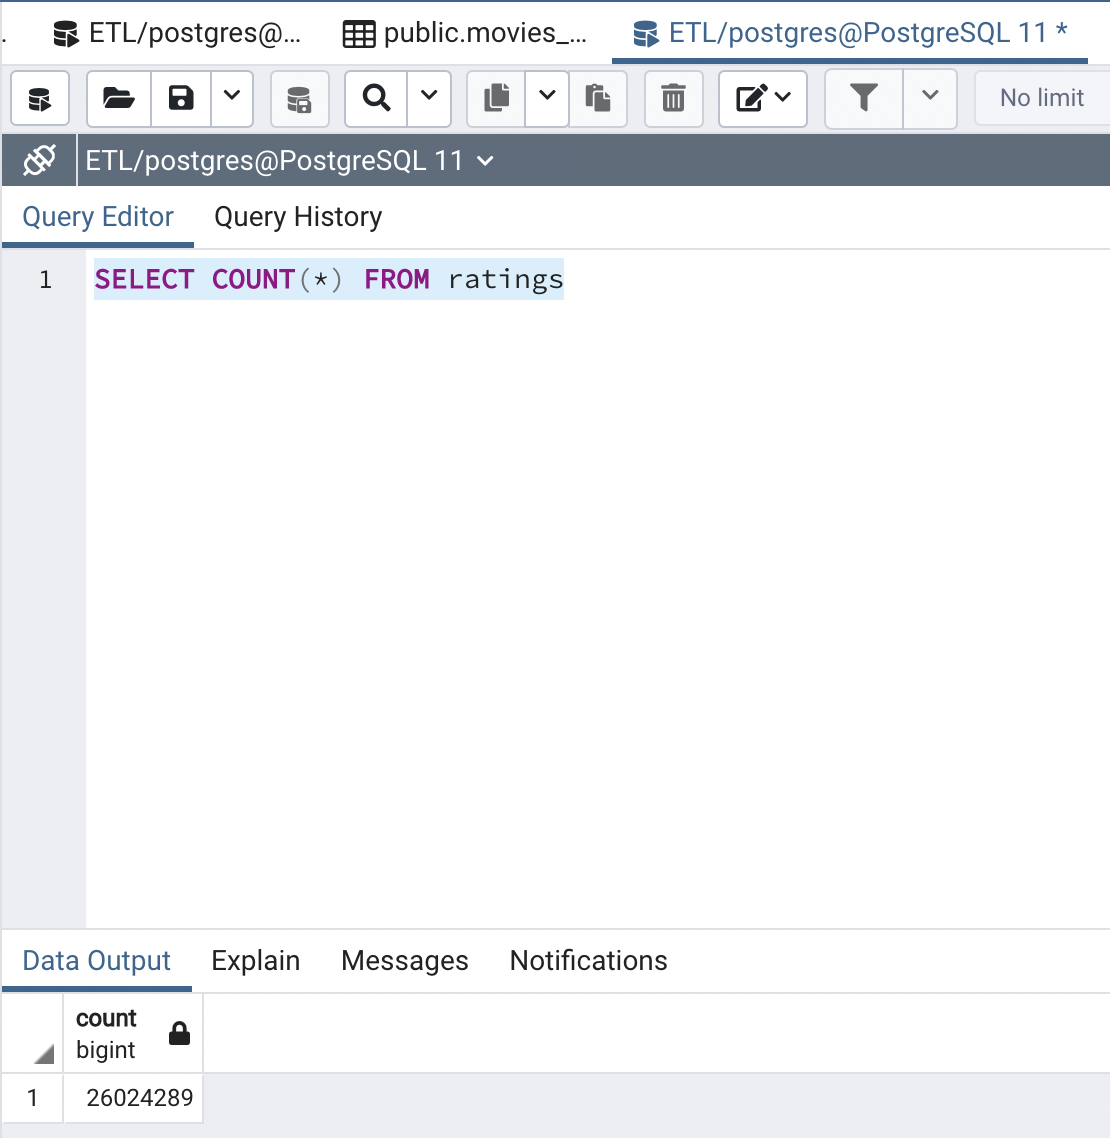 . ETL/postgres@... public.movies_... ETL/postgres@PostgreSQL 11 *
No limit
ETL/postgres@PostgreSQL 11
Query Editor Query History
1 SELECT COUNT(*) FROM ratings
Data Output Explain Messages Notifications
count
bigint
1 26024289